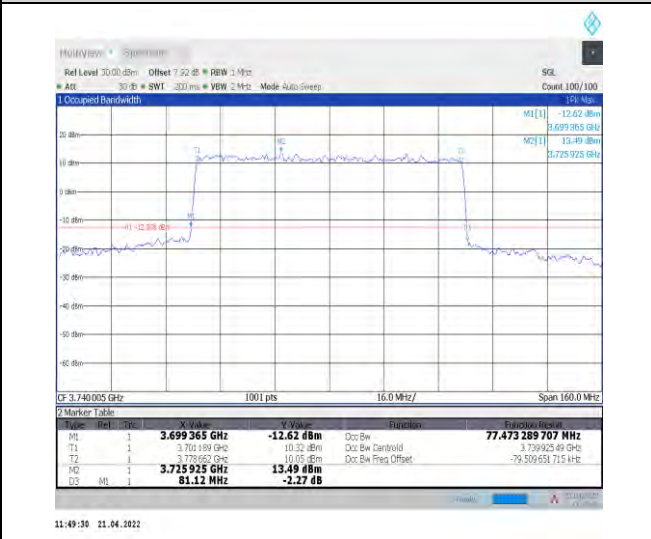 MultiView Spectrum
Ref Level 30.00 dBm Offset 7.92 dB RBW 1 MHz SGL
Att 30 dB SWT 200 ms VBW 2 MHz Mode Auto Sweep Count 100/100
1 Occupied Bandwidth 1Pk Max
M1[1] -12.62 dBm
3.699 365 GHz
M2[1] 13.49 dBm
3.725 925 GHz
20 dBm
M2
T1
10 dBm
0 dBm
-10 dBm
M1
-20 dBm
-30 dBm
-40 dBm
-50 dBm
-60 dBm
CF 3.740 005 GHz 1001 pts 16.0 MHz/ Span 160.0 MHz
2 Marker Table
Type Ref Trc X-Value Y-Value Function Function Result
M1 1 3.699 365 GHz -12.62 dBm Occ Bw 77.473 289 707 MHz
T1 1 3.701 189 GHz 10.32 dBm Occ Bw Centroid 3.739 925 49 GHz
T2 1 3.778 662 GHz 10.05 dBm Occ Bw Freq Offset -79.509 651 715 kHz
M2 1 3.725 925 GHz 13.49 dBm
D3 M1 1 81.12 MHz -2.27 dB
11:49:30 21.04.2022